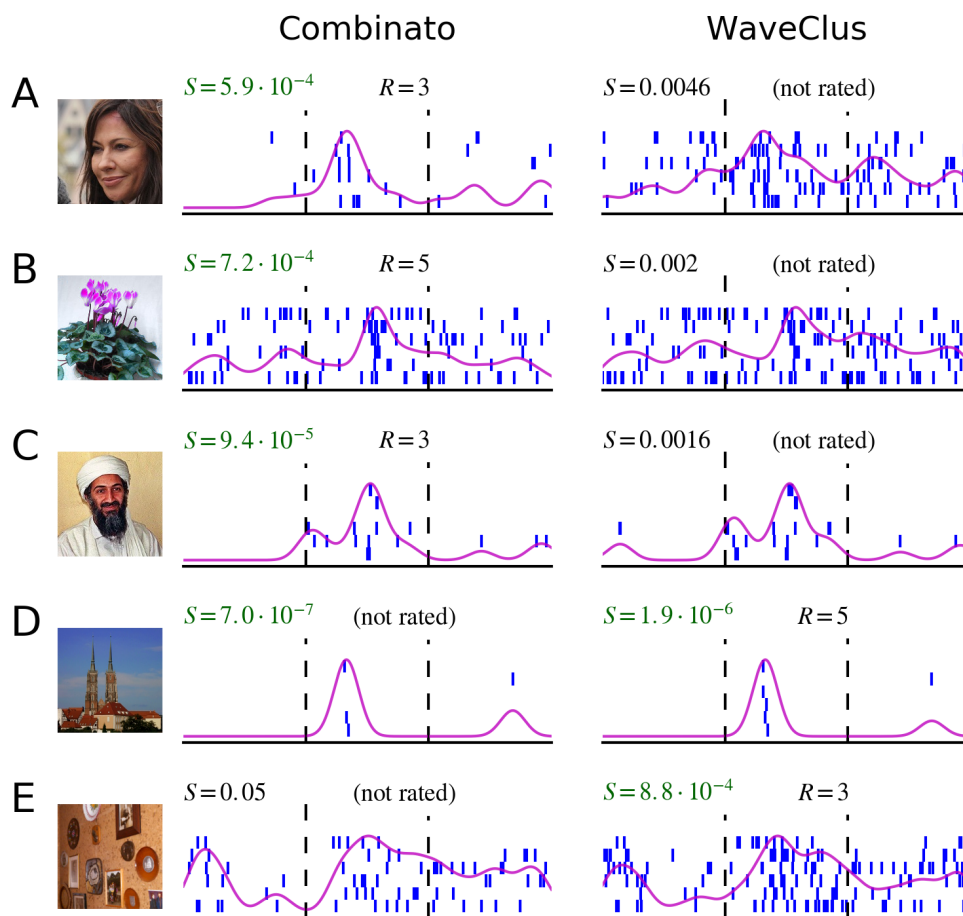 Combinato WaveClus
A S=5.9·10⁻⁴ R=3 S=0.0046 (not rated)
B S=7.2·10⁻⁴ R=5 S=0.002 (not rated)
C S=9.4·10⁻⁵ R=3 S=0.0016 (not rated)
D S=7.0·10⁻⁷ (not rated) S=1.9·10⁻⁶ R=5
E S=0.05 (not rated) S=8.8·10⁻⁴ R=3